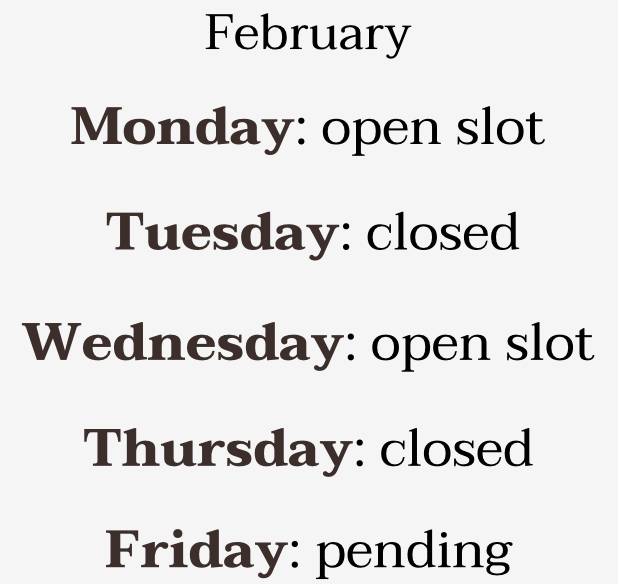 February
Monday: open slot
Tuesday: closed
Wednesday: open slot
Thursday: closed
Friday: pending